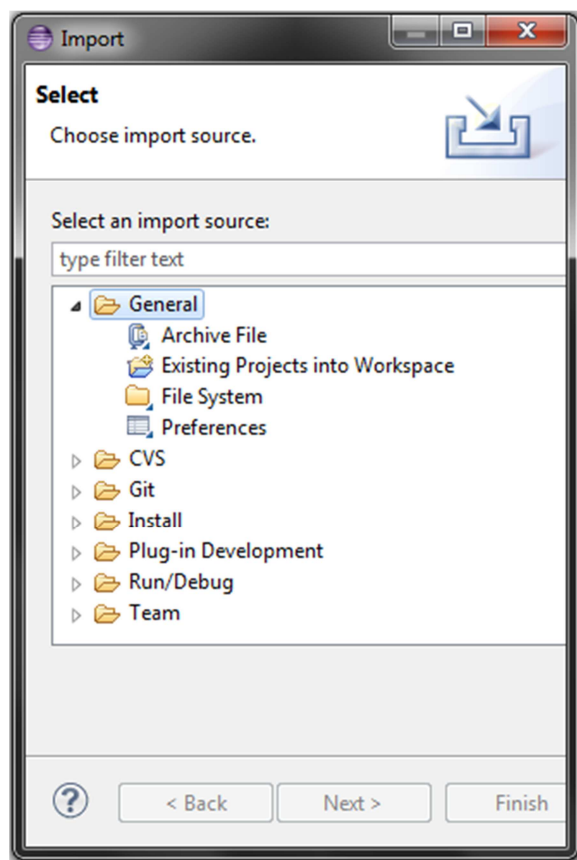 Import
Select
Choose import source.
Select an import source:
type filter text
General
Archive File
Existing Projects into Workspace
File System
Preferences
CVS
Git
Install
Plug-in Development
Run/Debug
Team
? < Back Next > Finish